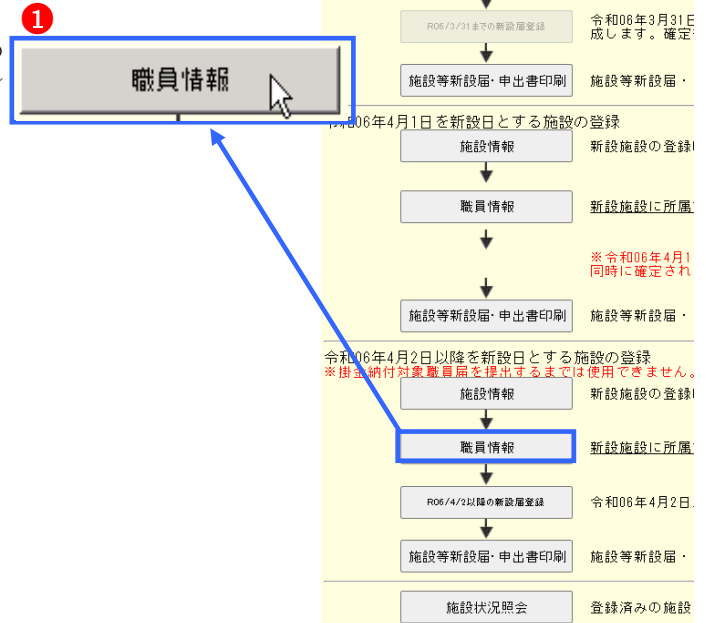 ❶
職員情報
R06/3/31までの新設届登録
令和06年3月31日
成します。確定
施設等新設届・申出書印刷
施設等新設届・
令和06年4月1日を新設日とする施設の登録
施設情報
新設施設の登録
職員情報
新設施設に所属
※令和06年4月1
同時に確定され
施設等新設届・申出書印刷
施設等新設届・
令和06年4月2日以降を新設日とする施設の登録
※掛金納付対象職員届を提出するまでは使用できません。
施設情報
新設施設の登録
職員情報
新設施設に所属
R06/4/2以降の新設届登録
令和06年4月2日
施設等新設届・申出書印刷
施設等新設届・
施設状況照会
登録済みの施設